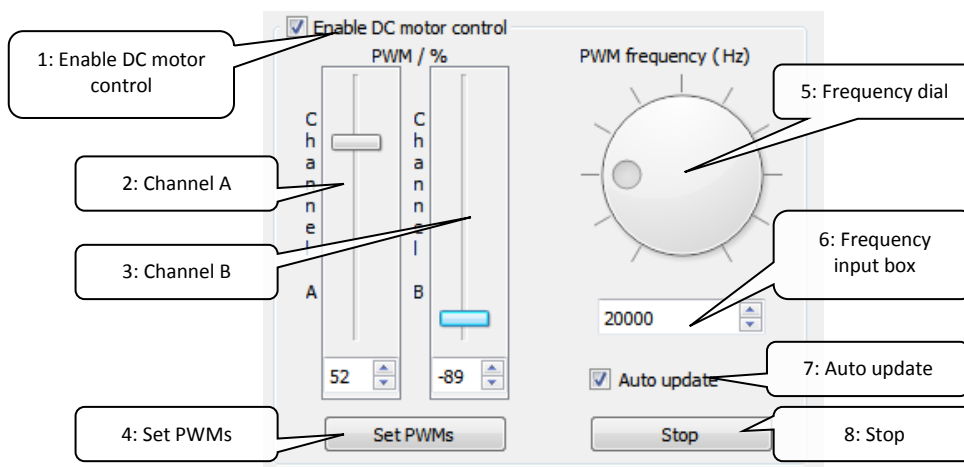 Enable DC motor control
1: Enable DC motor
control
PWM / %
PWM frequency (Hz)
5: Frequency dial
Channel A
Channel B
2: Channel A
3: Channel B
6: Frequency
input box
20000
52
-89
Auto update
7: Auto update
4: Set PWMs
Set PWMs
Stop
8: Stop